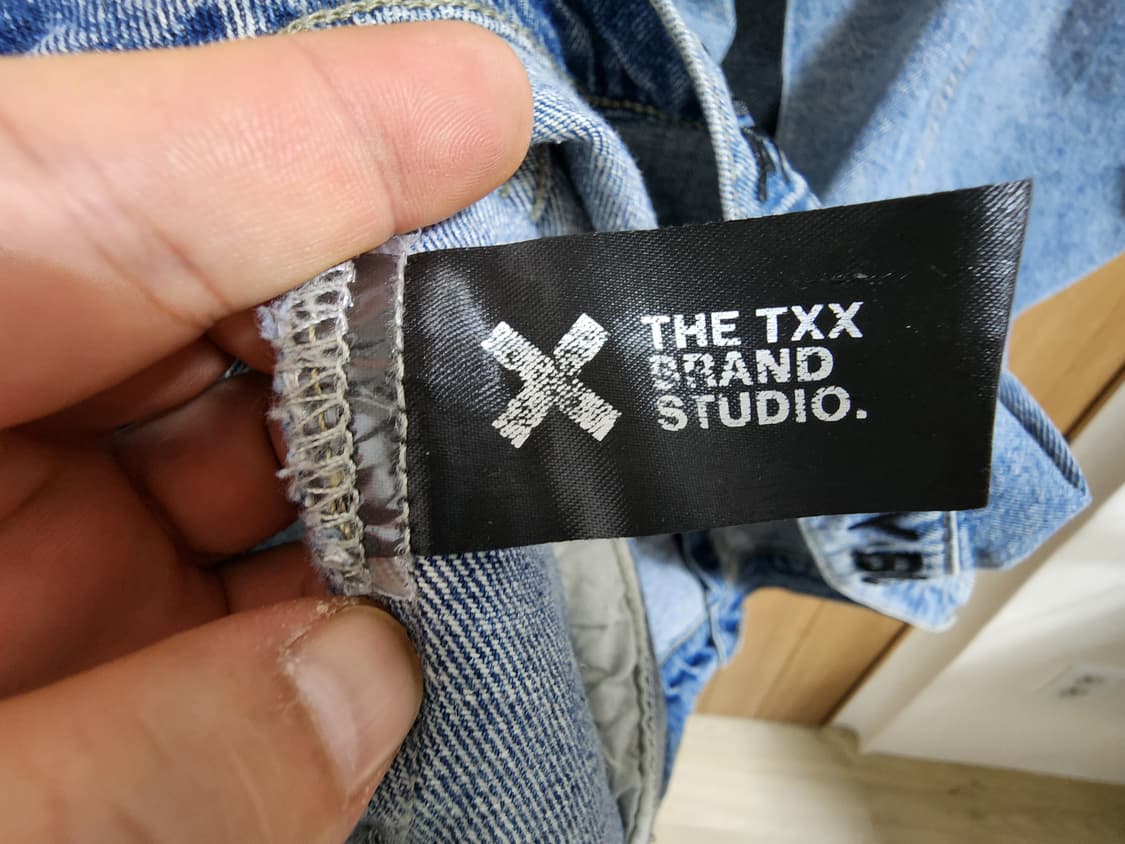 THE TXX
BRAND
STUDIO.